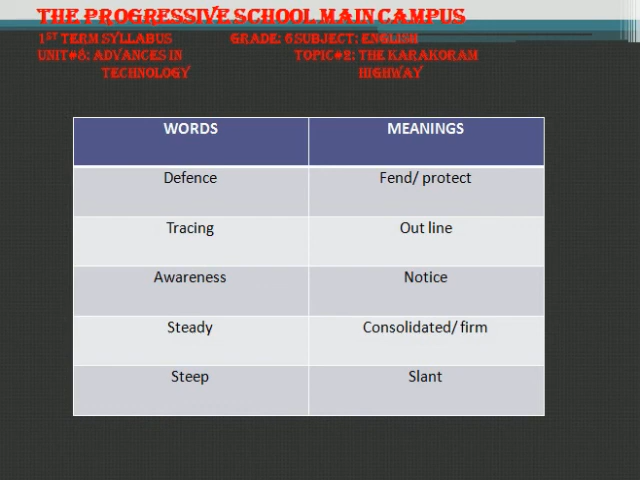 THE PROGRESSIVE SCHOOL MAIN CAMPUS
1ST TERM SYLLABUS GRADE: 6 SUBJECT: ENGLISH
UNIT#8: ADVANCES IN TOPIC#2: THE KARAKORAM
TECHNOLOGY HIGHWAY
WORDS MEANINGS
Defence Fend/ protect
Tracing Out line
Awareness Notice
Steady Consolidated/ firm
Steep Slant